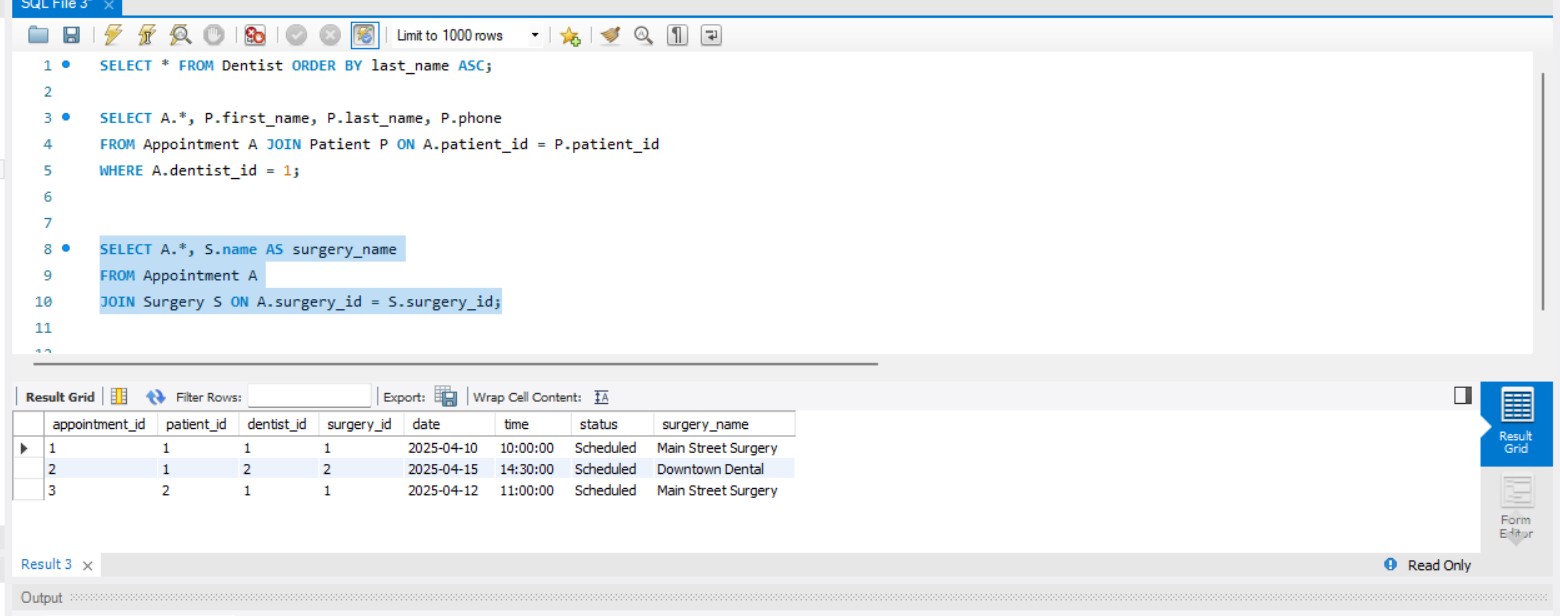 SQL File 3*
Limit to 1000 rows
1 SELECT * FROM Dentist ORDER BY last_name ASC;
2
3 SELECT A.*, P.first_name, P.last_name, P.phone
4 FROM Appointment A JOIN Patient P ON A.patient_id = P.patient_id
5 WHERE A.dentist_id = 1;
6
7
8 SELECT A.*, S.name AS surgery_name
9 FROM Appointment A
10 JOIN Surgery S ON A.surgery_id = S.surgery_id;
11
12
Result Grid Filter Rows: Export: Wrap Cell Content: IA
appointment_id patient_id dentist_id surgery_id date time status surgery_name
1 1 1 1 2025-04-10 10:00:00 Scheduled Main Street Surgery
2 1 2 2 2025-04-15 14:30:00 Scheduled Downtown Dental
3 2 1 1 2025-04-12 11:00:00 Scheduled Main Street Surgery
Result
Grid
Form
Editor
Result 3
Read Only
Output